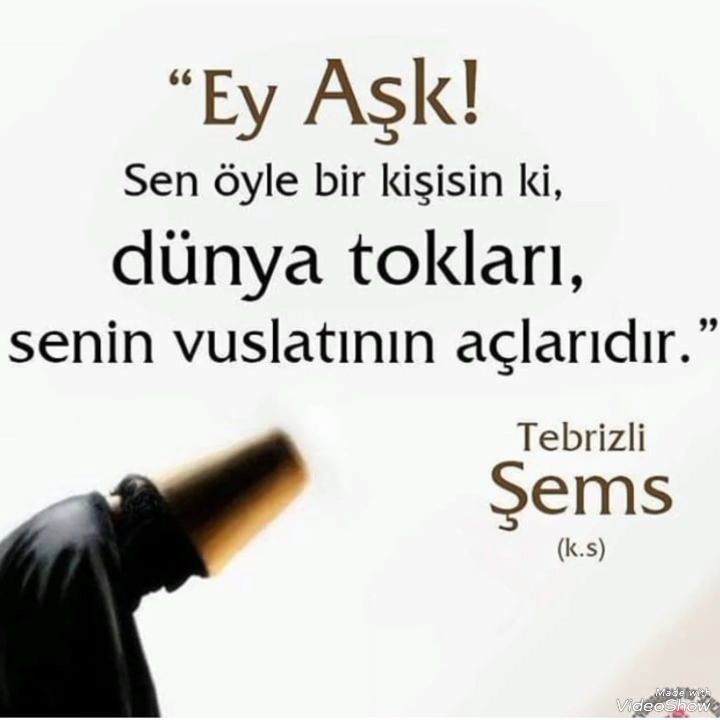 “Ey Aşk!
Sen öyle bir kişisin ki,
dünya tokları,
senin vuslatının açlarıdır.”
Tebrizli
Şems
(k.s)
Made with
VideoShow